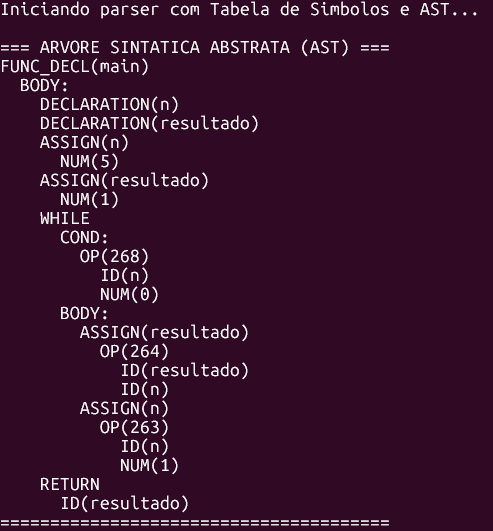 Iniciando parser com Tabela de Simbolos e AST...
=== ARVORE SINTATICA ABSTRATA (AST) ===
FUNC_DECL(main)
  BODY:
    DECLARATION(n)
    DECLARATION(resultado)
    ASSIGN(n)
      NUM(5)
    ASSIGN(resultado)
      NUM(1)
    WHILE
      COND:
        OP(268)
          ID(n)
          NUM(0)
      BODY:
        ASSIGN(resultado)
          OP(264)
            ID(resultado)
            ID(n)
        ASSIGN(n)
          OP(263)
            ID(n)
            NUM(1)
    RETURN
      ID(resultado)
=======================================